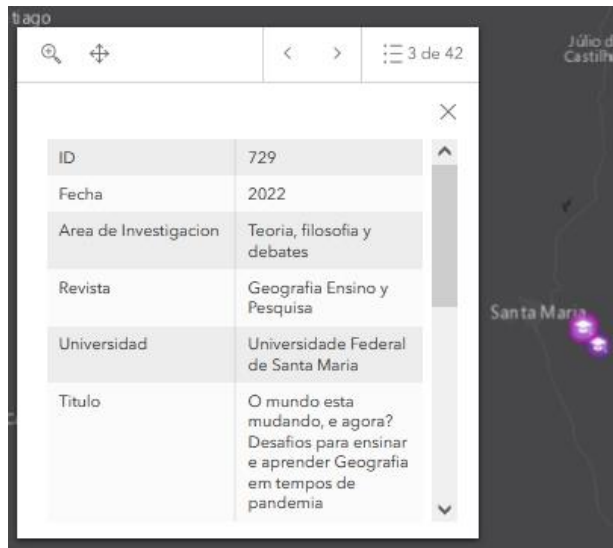 tiago
3 de 42
Júlio d
Castilh
ID 729
Fecha 2022
Area de Investigacion Teoria, filosofia y
debates
Revista Geografia Ensino y
Pesquisa
Santa Maria
Universidad Universidade Federal
de Santa Maria
Titulo O mundo esta
mudando, e agora?
Desafios para ensinar
e aprender Geografia
em tempos de
pandemia